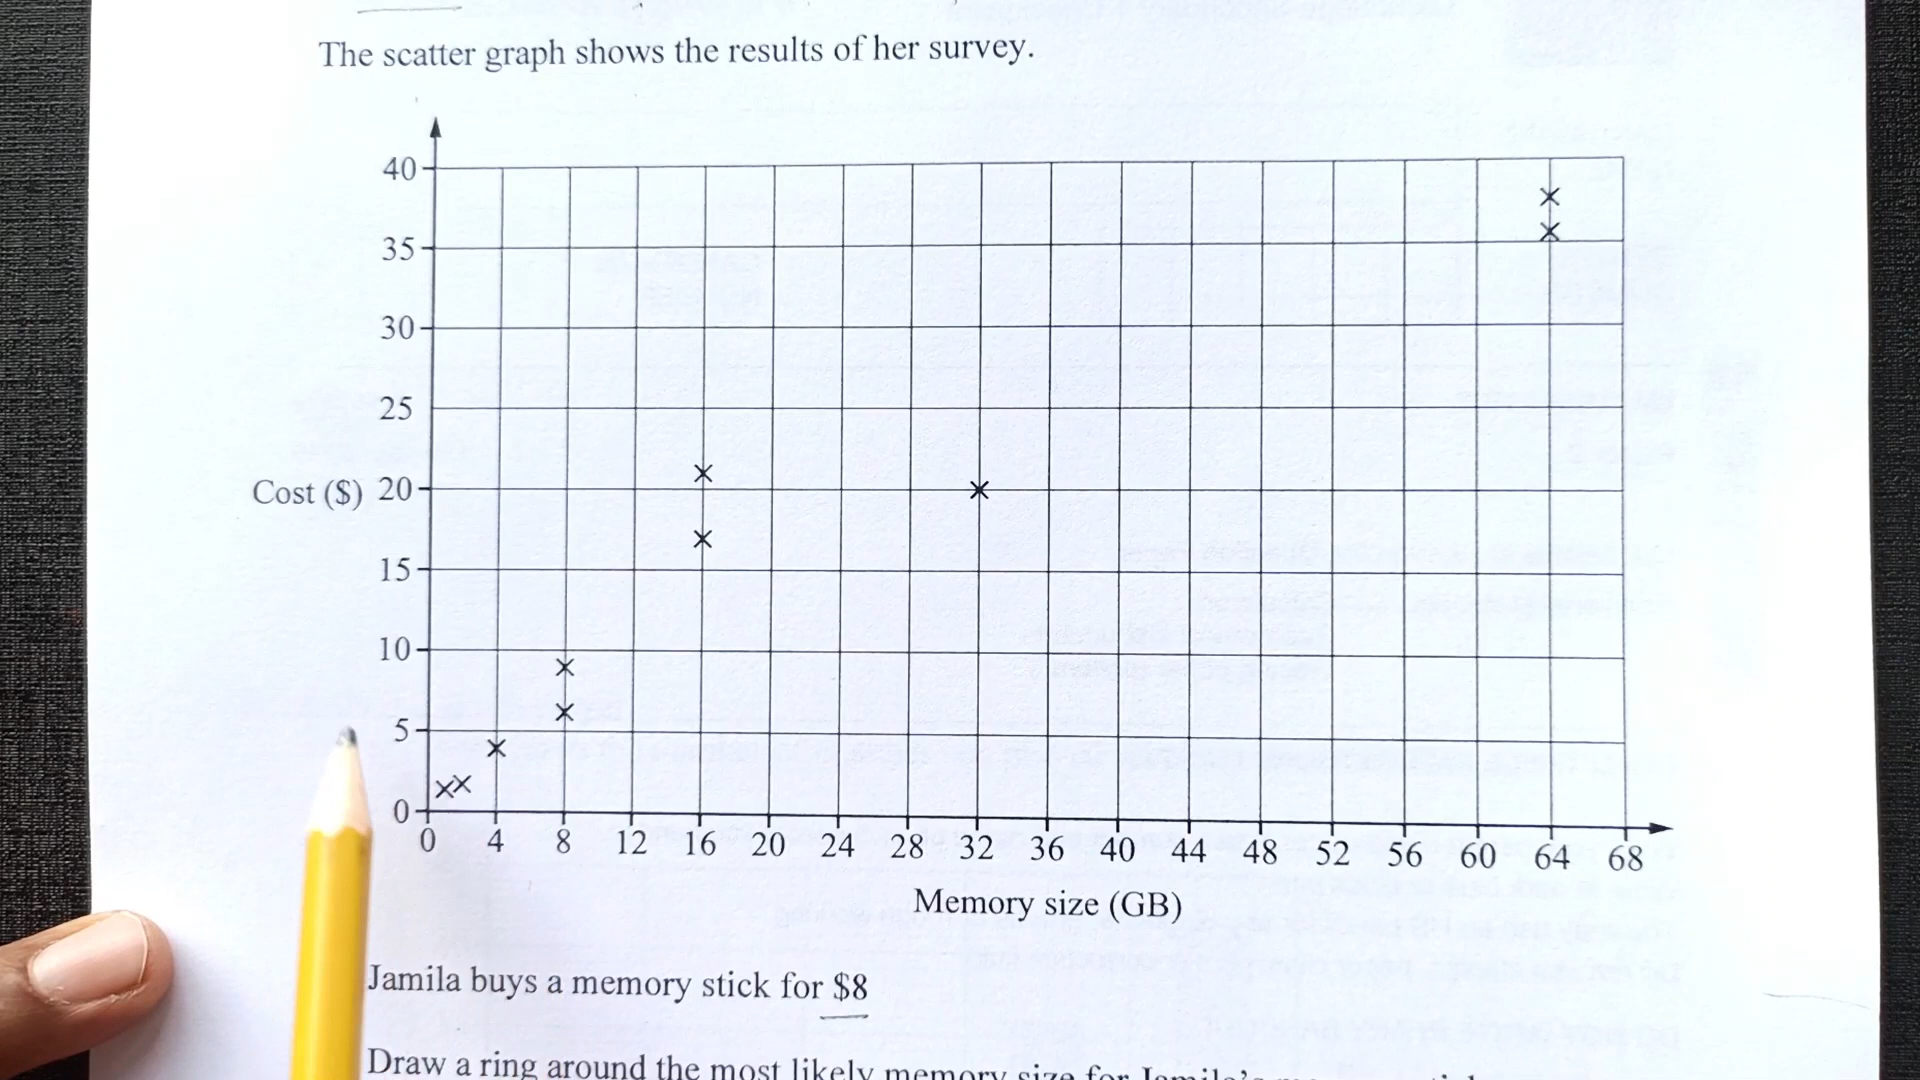 The scatter graph shows the results of her survey.
40
35
30
25
Cost ($) 20
15
10
5
0
0 4 8 12 16 20 24 28 32 36 40 44 48 52 56 60 64 68
Memory size (GB)
Jamila buys a memory stick for $8
Draw a ring around the most likely memory size for Jamila's